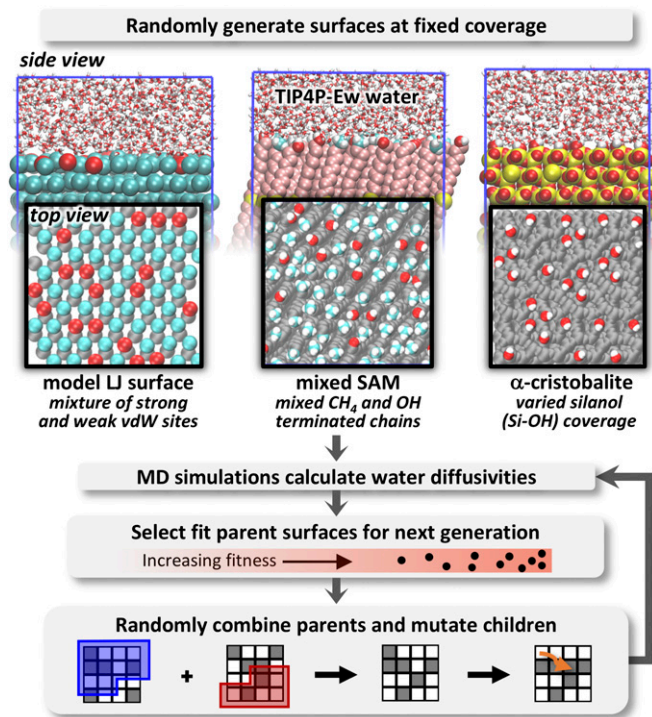 Randomly generate surfaces at fixed coverage
side view
TIP4P-Ew water
top view
model LJ surface
mixture of strong
and weak vdW sites
mixed SAM
mixed CH₄ and OH
terminated chains
α-cristobalite
varied silanol
(Si-OH) coverage
MD simulations calculate water diffusivities
Select fit parent surfaces for next generation
Increasing fitness
Randomly combine parents and mutate children
+